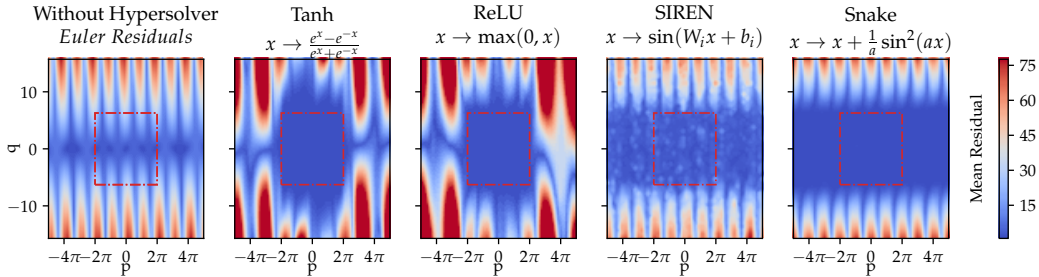 Without Hypersolver
Euler Residuals
Tanh
x → (e^x − e^−x)/(e^x + e^−x)
ReLU
x → max(0, x)
SIREN
x → sin(W_i x + b_i)
Snake
x → x + 1/a sin²(ax)
10
0
−10
q
−4π −2π 0 2π 4π
p
−4π −2π 0 2π 4π
p
−4π −2π 0 2π 4π
p
−4π −2π 0 2π 4π
p
−4π −2π 0 2π 4π
p
75
60
45
30
15
Mean Residual